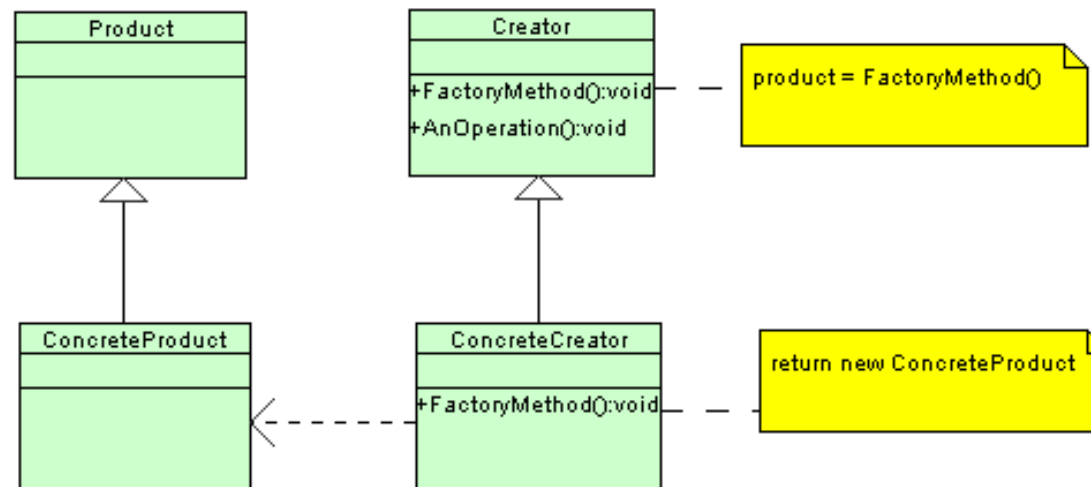 Product
Creator
+FactoryMethod():void
+AnOperation():void
product = FactoryMethod()
ConcreteProduct
ConcreteCreator
+FactoryMethod():void
return new ConcreteProduct